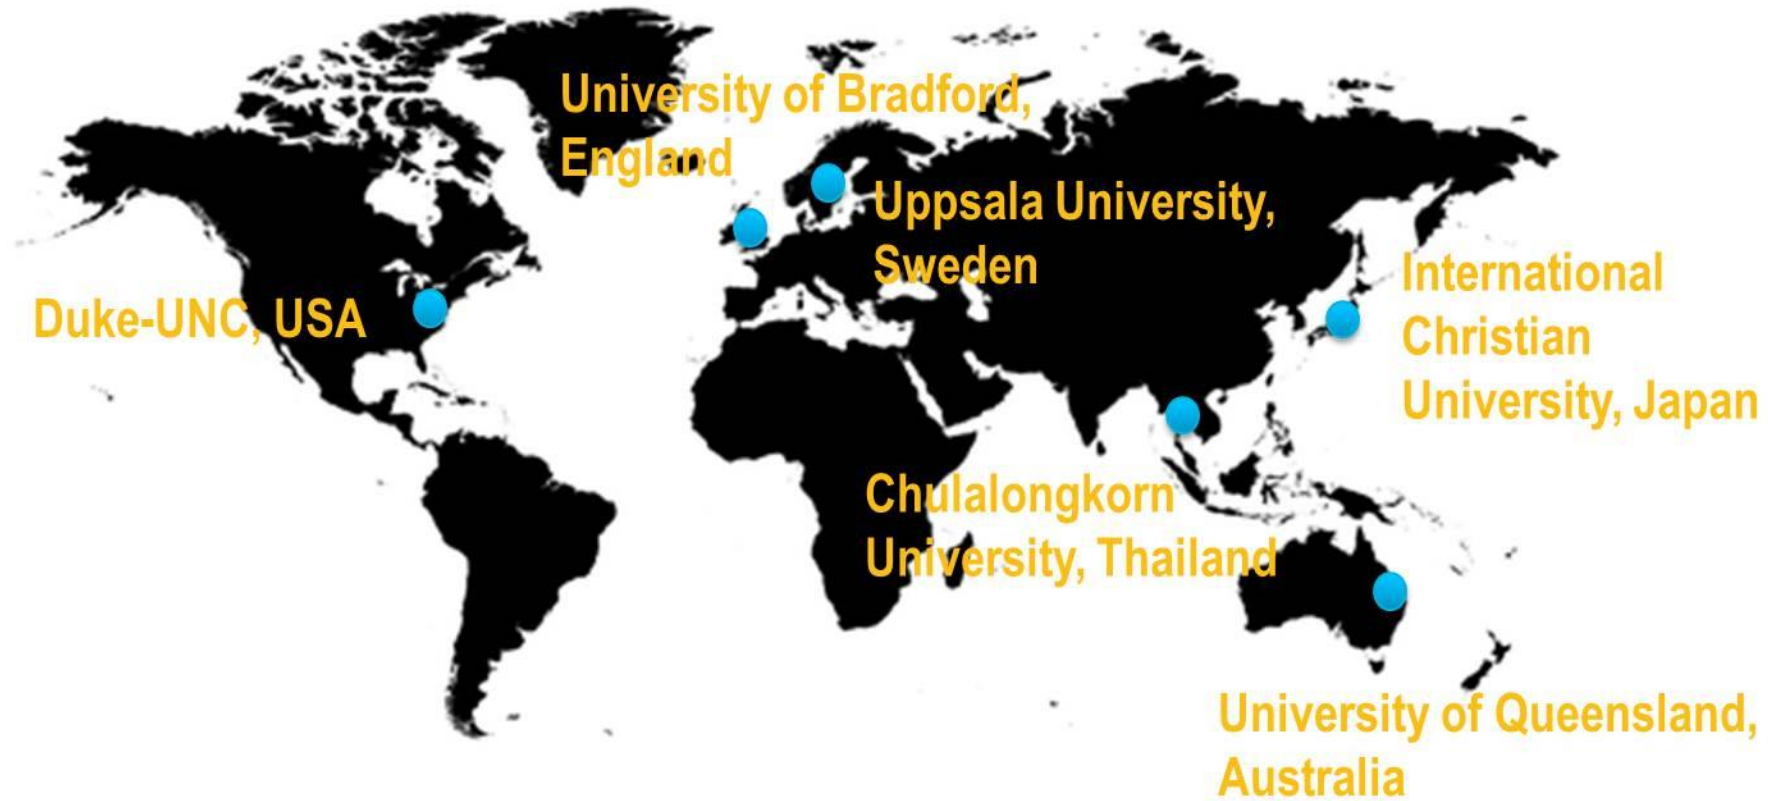 University of Bradford,
England
Uppsala University,
Sweden
International
Christian
University, Japan
Duke-UNC, USA
Chulalongkorn
University, Thailand
University of Queensland,
Australia